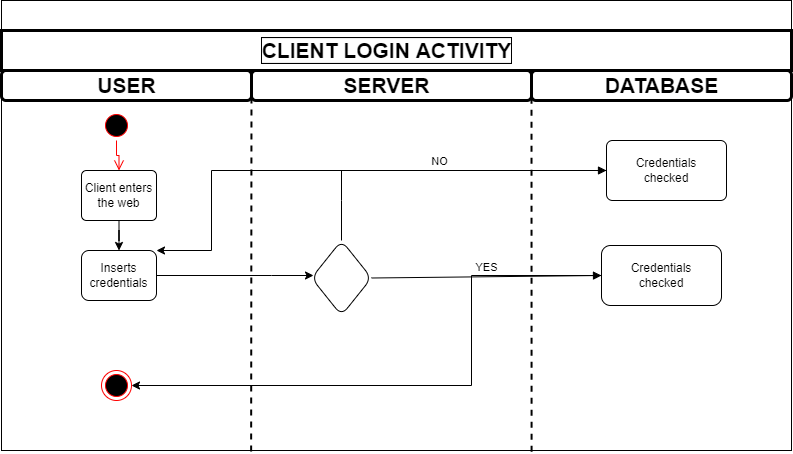 CLIENT LOGIN ACTIVITY
USER
SERVER
DATABASE
NO
Credentials
checked
Client enters
the web
Inserts
credentials
YES
Credentials
checked